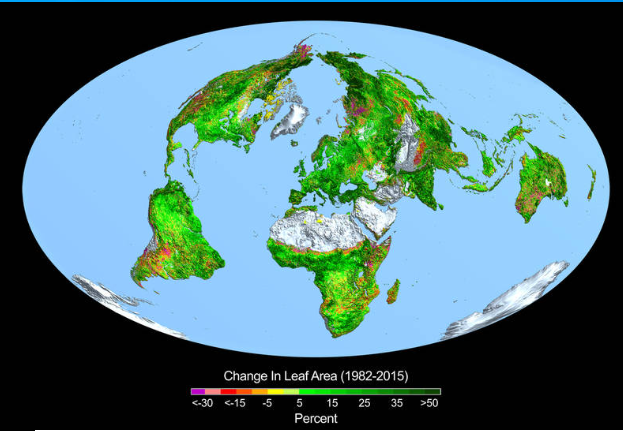 Change In Leaf Area (1982-2015)
<-30 <-15 -5 5 15 25 35 >50
Percent